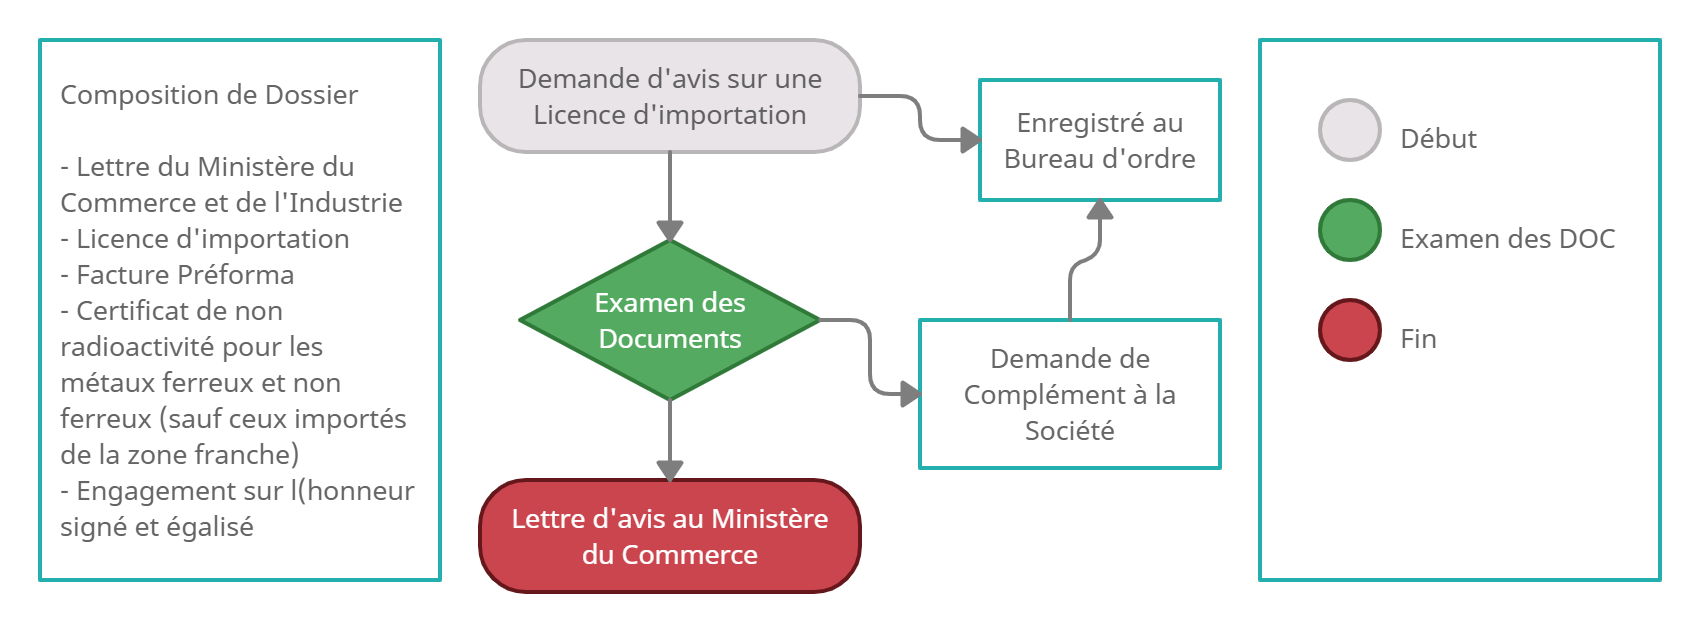 Composition de Dossier
- Lettre du Ministère du
Commerce et de l'Industrie
- Licence d'importation
- Facture Préforma
- Certificat de non
radioactivité pour les
métaux ferreux et non
ferreux (sauf ceux importés
de la zone franche)
- Engagement sur l(honneur
signé et égalisé
Demande d'avis sur une
Licence d'importation
Enregistré au
Bureau d'ordre
Examen des
Documents
Demande de
Complément à la
Société
Lettre d'avis au Ministère
du Commerce
Début
Examen des DOC
Fin